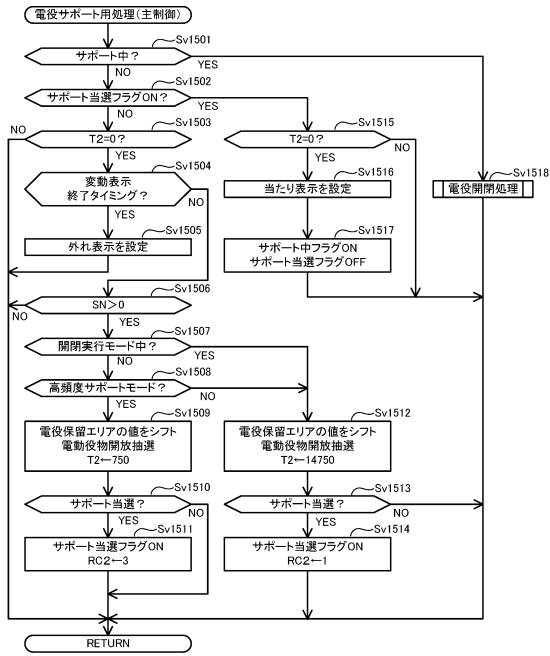 電役サポート用処理(主制御)
Sv1501
サポート中？
YES
NO
Sv1502
サポート当選フラグON？
YES
NO
Sv1503
NO
T2=0？
YES
Sv1515
T2=0？
NO
YES
Sv1504
変動表示
終了タイミング？
NO
YES
Sv1516
当たり表示を設定
Sv1518
電役開閉処理
Sv1505
外れ表示を設定
Sv1517
サポート中フラグON
サポート当選フラグOFF
Sv1506
SN＞0
NO
YES
Sv1507
開閉実行モード中？
YES
NO
Sv1508
高頻度サポートモード？
NO
YES
Sv1509
電役保留エリアの値をシフト
電動役物開放抽選
T2←750
Sv1512
電役保留エリアの値をシフト
電動役物開放抽選
T2←14750
Sv1510
サポート当選？
NO
YES
Sv1513
サポート当選？
NO
YES
Sv1511
サポート当選フラグON
RC2←3
Sv1514
サポート当選フラグON
RC2←1
RETURN